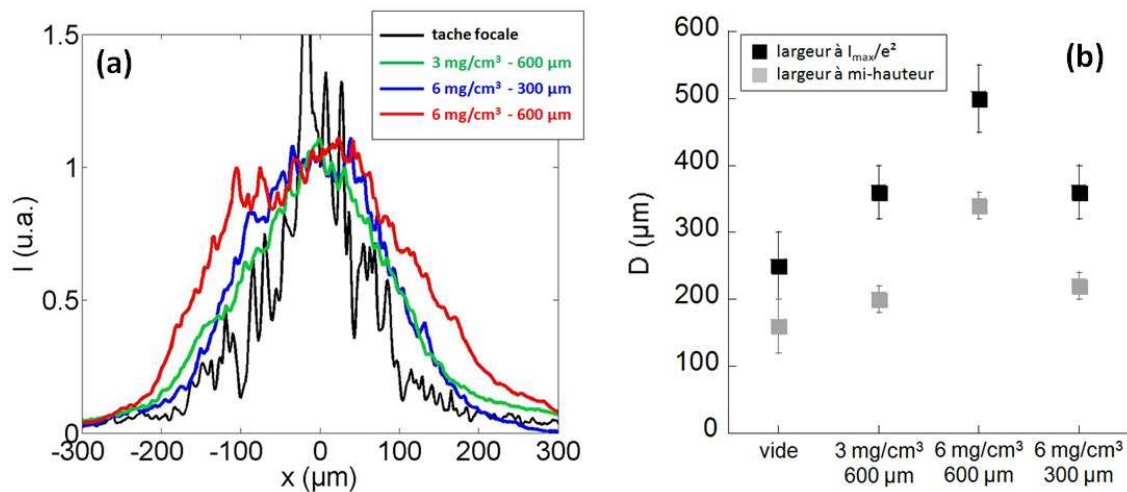 (a)
1.5
1
0.5
0
I (u.a.)
-300
-200
-100
0
100
200
300
x (µm)
tache focale
3 mg/cm³ - 600 µm
6 mg/cm³ - 300 µm
6 mg/cm³ - 600 µm
(b)
600
500
400
300
200
100
0
D (µm)
largeur à Imax/e²
largeur à mi-hauteur
vide
3 mg/cm³
600 µm
6 mg/cm³
600 µm
6 mg/cm³
300 µm